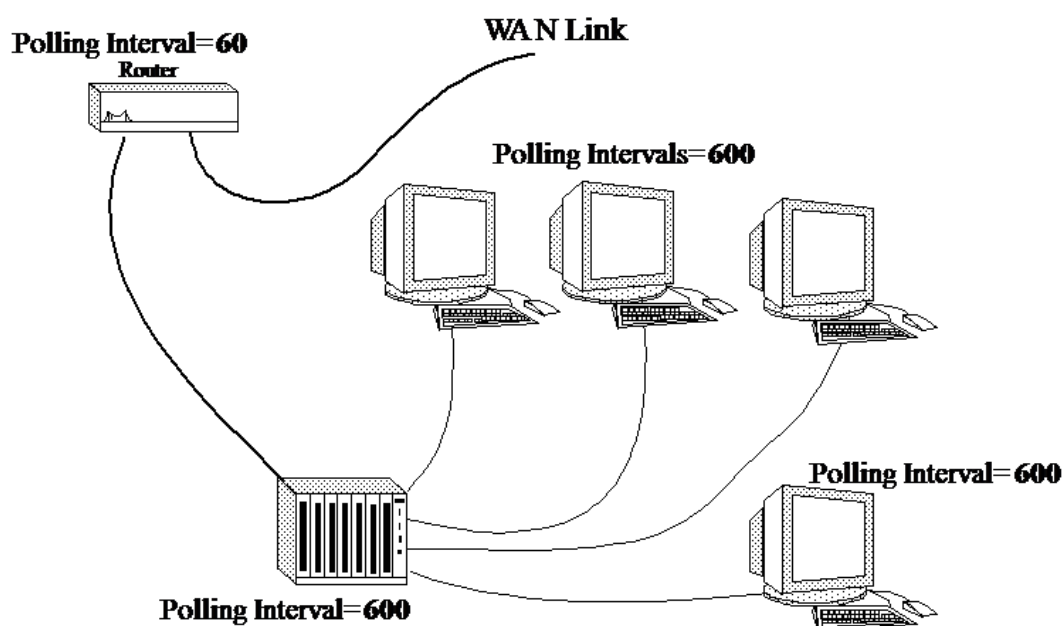 WAN Link
Polling Interval=60
Router
Polling Intervals=600
Polling Interval=600
Polling Interval=600